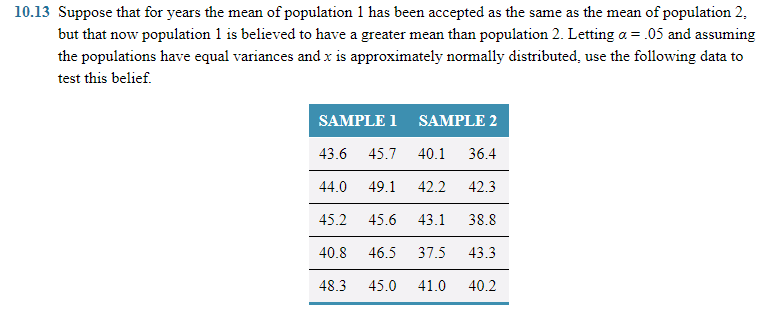 10.13 Suppose that for years the mean of population 1 has been accepted as the same as the mean of population 2,
but that now population 1 is believed to have a greater mean than population 2. Letting α = .05 and assuming
the populations have equal variances and x is approximately normally distributed, use the following data to
test this belief.
SAMPLE 1 SAMPLE 2
43.6 45.7 40.1 36.4
44.0 49.1 42.2 42.3
45.2 45.6 43.1 38.8
40.8 46.5 37.5 43.3
48.3 45.0 41.0 40.2